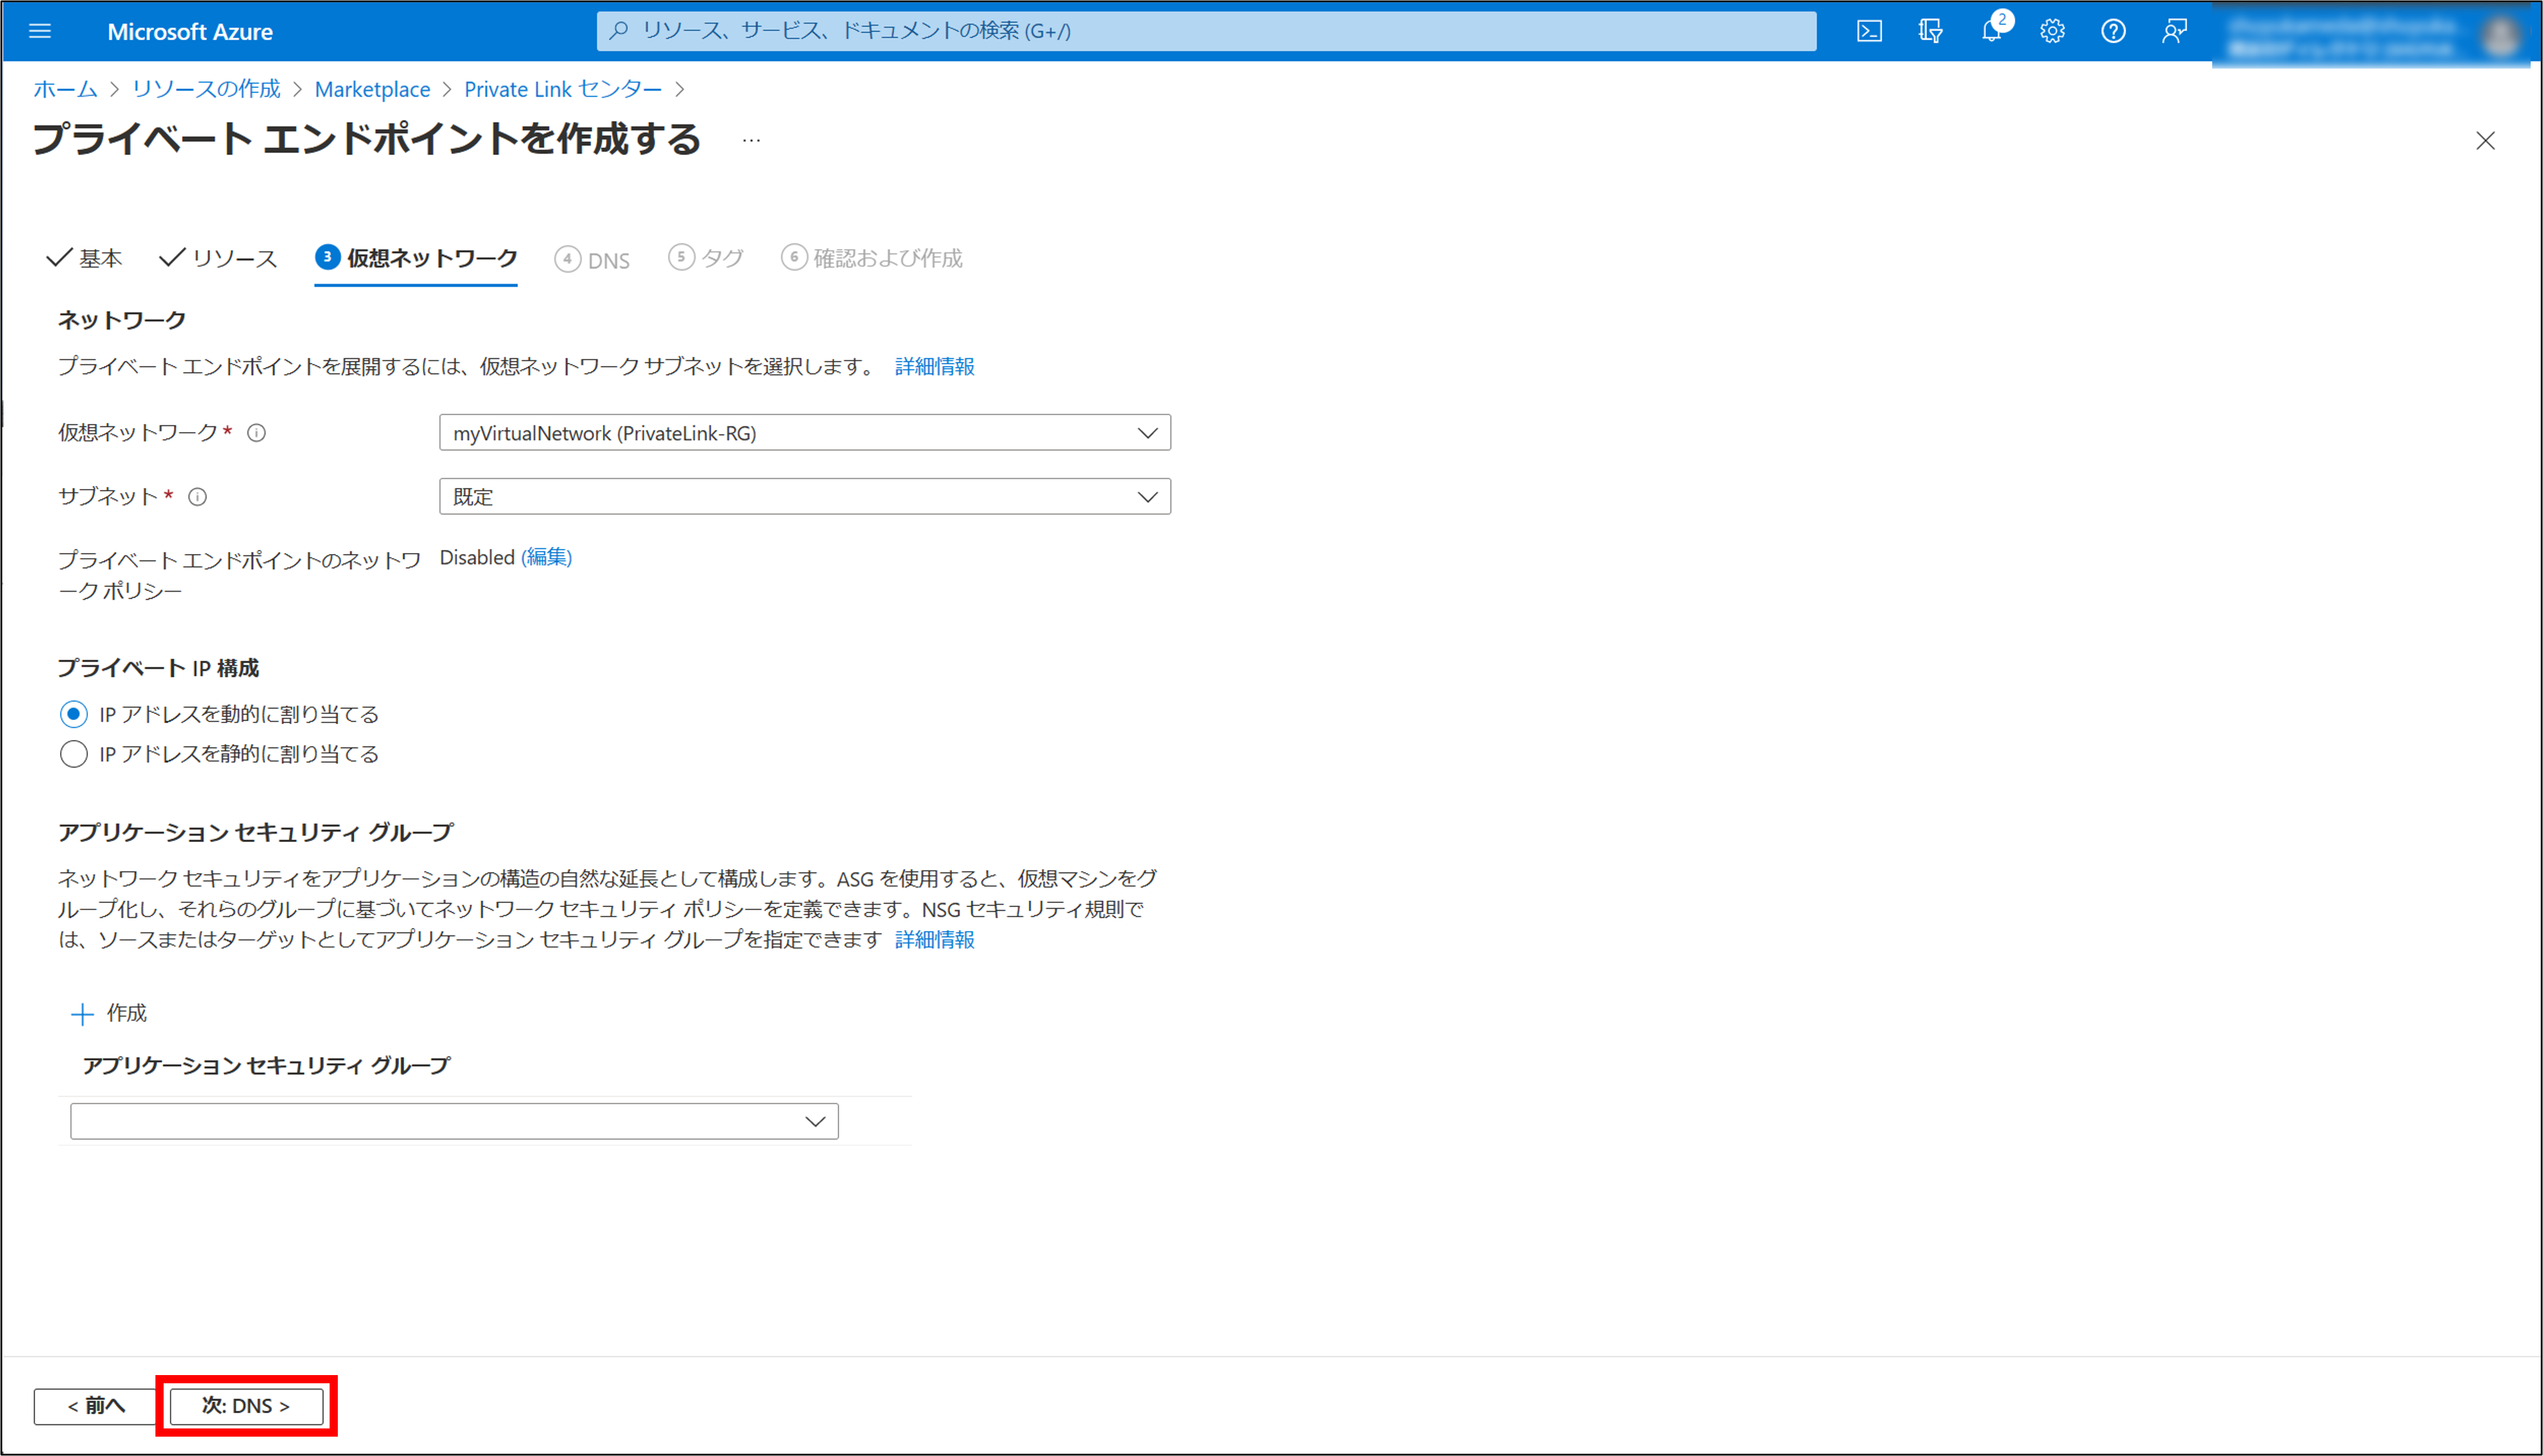 Microsoft Azure
リソース、サービス、ドキュメントの検索 (G+/)
2
ホーム > リソースの作成 > Marketplace > Private Link センター >
プライベート エンドポイントを作成する ...
基本
リソース
3 仮想ネットワーク
4 DNS
5 タグ
6 確認および作成
ネットワーク
プライベート エンドポイントを展開するには、仮想ネットワーク サブネットを選択します。 詳細情報
仮想ネットワーク *
myVirtualNetwork (PrivateLink-RG)
サブネット *
既定
プライベート エンドポイントのネットワ
ーク ポリシー
Disabled (編集)
プライベート IP 構成
IP アドレスを動的に割り当てる
IP アドレスを静的に割り当てる
アプリケーション セキュリティ グループ
ネットワーク セキュリティをアプリケーションの構造の自然な延長として構成します。ASG を使用すると、仮想マシンをグ
ループ化し、それらのグループに基づいてネットワーク セキュリティ ポリシーを定義できます。NSG セキュリティ規則で
は、ソースまたはターゲットとしてアプリケーション セキュリティ グループを指定できます 詳細情報
作成
アプリケーション セキュリティ グループ
< 前へ
次: DNS >